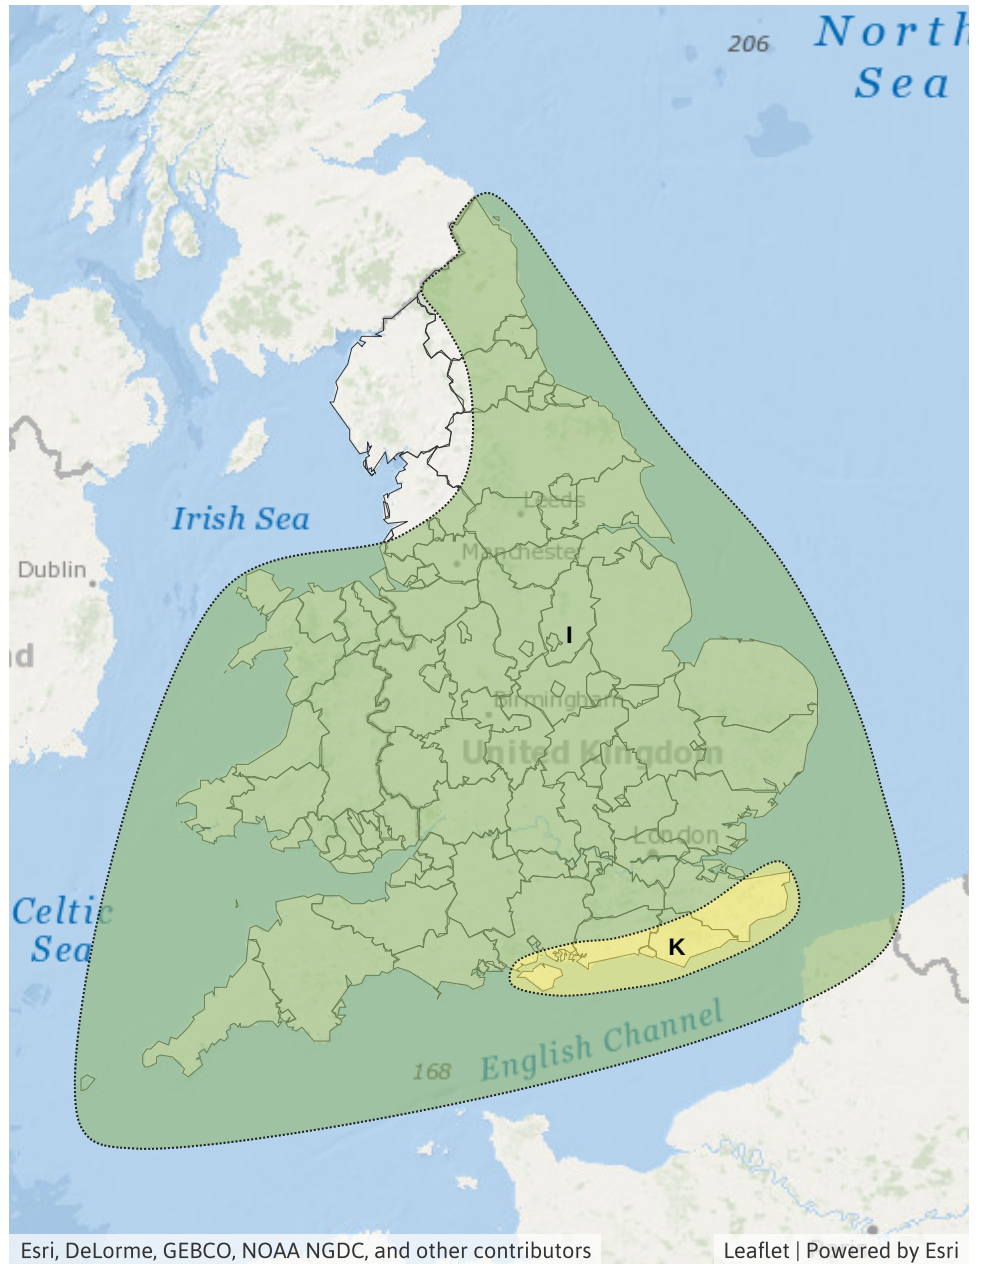 206
North
Sea
Leeds
Irish Sea
Manchester
Dublin
I
Birmingham
United Kingdom
London
Celtic
Sea
K
English Channel
168
Esri, DeLorme, GEBCO, NOAA NGDC, and other contributors
Leaflet | Powered by Esri